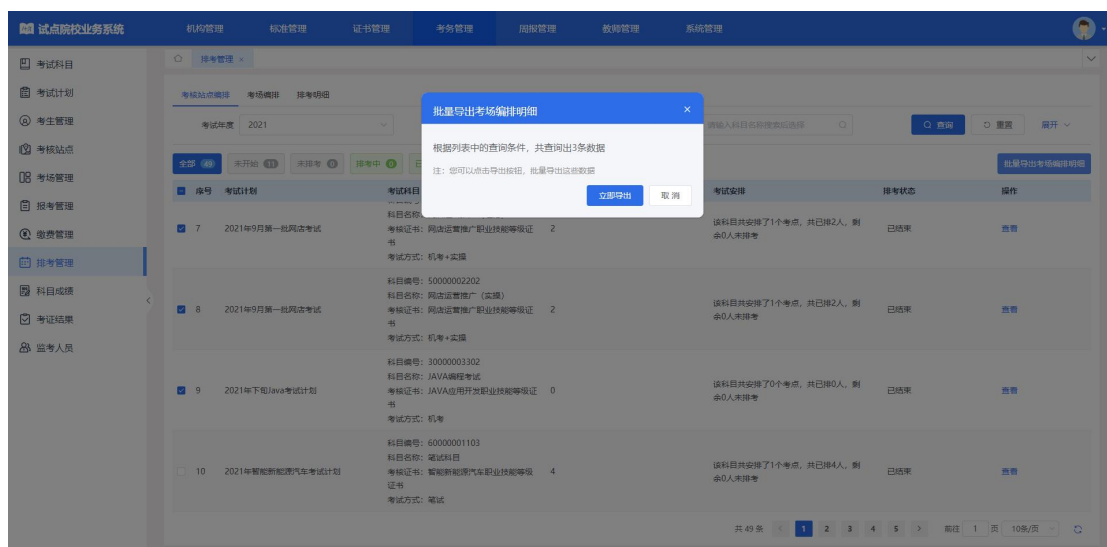 试点院校业务系统
机构管理 标准管理 证书管理 考务管理 周报管理 教师管理 系统管理
考试科目
考试计划
考生管理
考核站点
考场管理
报考管理
缴费管理
排考管理
科目成绩
考证结果
监考人员
排考管理 ×
考核站点编排 考场编排 排考明细
考试年度 2021
请输入科目名称搜索后选择
查询 重置 展开
全部 49 未开始 11 未排考 0 排考中 0
批量导出考场编排明细
批量导出考场编排明细 ×
根据列表中的查询条件，共查询出3条数据
注：您可以点击导出按钮，批量导出这些数据
立即导出 取消
序号 考试计划 考试科目 考试安排 排考状态 操作
7 2021年9月第一批网店考试
科目名称:
考核证书: 网店运营推广职业技能等级证
书
考试方式: 机考+实操
2
该科目共安排了1个考点，共已排2人，剩
余0人未排考
已结束 查看
8 2021年9月第一批网店考试
科目编号: 50000002202
科目名称: 网店运营推广（实操）
考核证书: 网店运营推广职业技能等级证
书
考试方式: 机考+实操
2
该科目共安排了1个考点，共已排2人，剩
余0人未排考
已结束 查看
9 2021年下旬Java考试计划
科目编号: 30000003302
科目名称: JAVA编程考试
考核证书: JAVA应用开发职业技能等级证
书
考试方式: 机考
0
该科目共安排了0个考点，共已排0人，剩
余0人未排考
已结束 查看
10 2021年智能新能源汽车考试计划
科目编号: 60000001103
科目名称: 笔试科目
考核证书: 智能新能源汽车职业技能等级
证书
考试方式: 笔试
4
该科目共安排了1个考点，共已排4人，剩
余0人未排考
已结束 查看
共 49 条 < 1 2 3 4 5 > 前往 1 页 10条/页